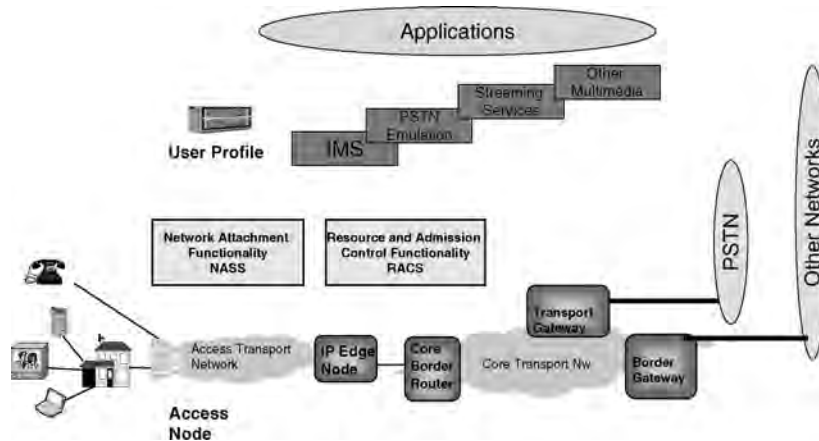 Applications
Other
Multimedia
Streaming
Services
PSTN
Emulation
IMS
User Profile
Network Attachment
Functionality
NASS
Resource and Admission
Control Functionality
RACS
PSTN
Other Networks
Transport
Gateway
Access Transport
Network
IP Edge
Node
Core
Border
Router
Core Transport Nw
Border
Gateway
Access
Node